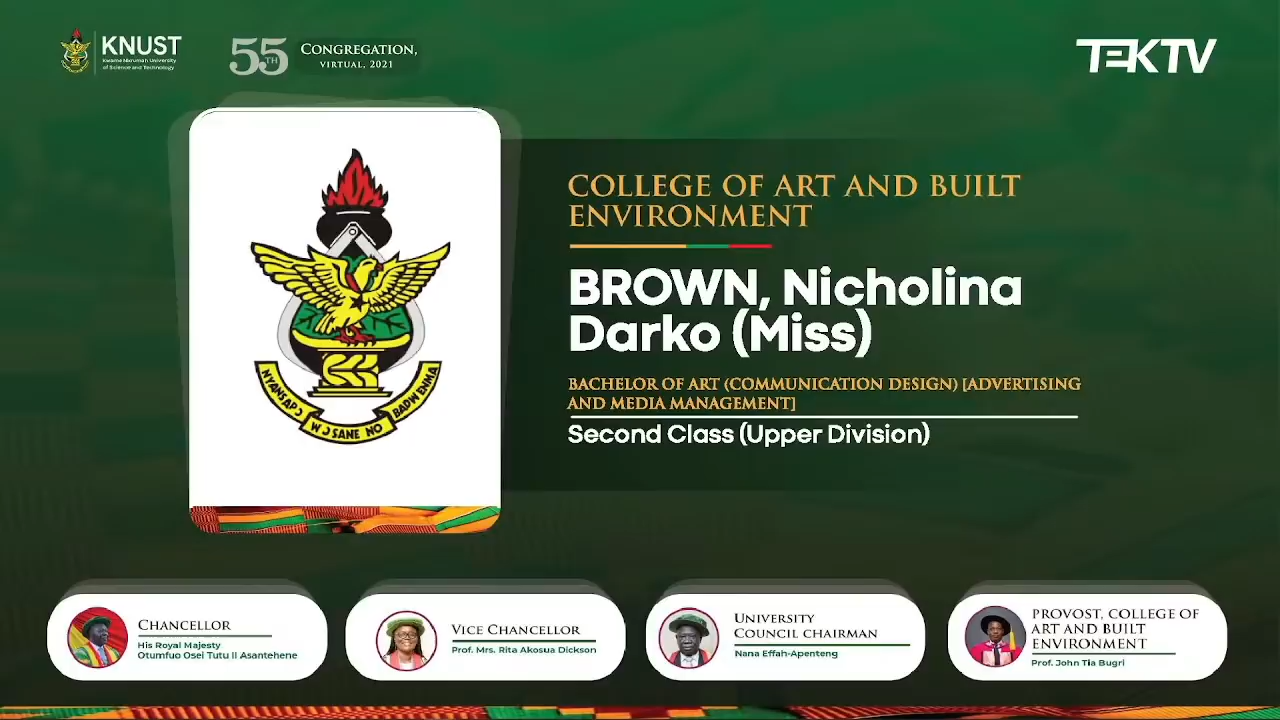 KNUST
Kwame Nkrumah University
of Science and Technology
55TH
CONGREGATION,
VIRTUAL, 2021
TEKTV
NYANSAPƆ
WƆSANE NO
BADWENMA
COLLEGE OF ART AND BUILT
ENVIRONMENT
BROWN, Nicholina
Darko (Miss)
BACHELOR OF ART (COMMUNICATION DESIGN) [ADVERTISING
AND MEDIA MANAGEMENT]
Second Class (Upper Division)
CHANCELLOR
His Royal Majesty
Otumfuo Osei Tutu II Asantehene
VICE CHANCELLOR
Prof. Mrs. Rita Akosua Dickson
UNIVERSITY
COUNCIL CHAIRMAN
Nana Effah-Apenteng
PROVOST, COLLEGE OF
ART AND BUILT
ENVIRONMENT
Prof. John Tia Bugri